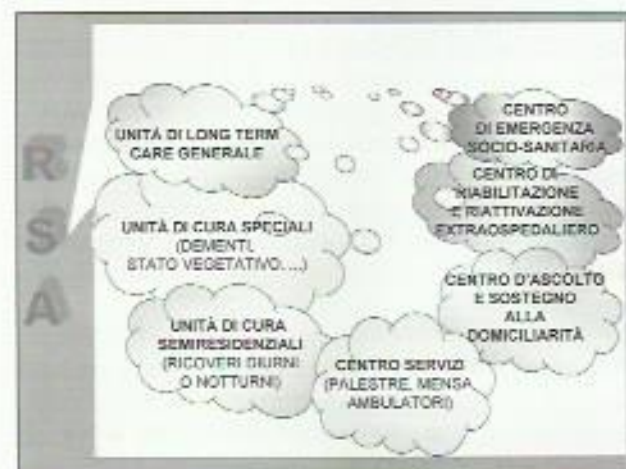 RSA
UNITÀ DI LONG TERM
CARE GENERALE
UNITÀ DI CURA SPECIALI
(DEMENTI,
STATO VEGETATIVO, ...)
UNITÀ DI CURA
SEMIRESIDENZIALI
(RICOVERI DIURNI
O NOTTURNI)
CENTRO SERVIZI
(PALESTRE, MENSA
AMBULATORI)
CENTRO D'ASCOLTO
E SOSTEGNO
ALLA
DOMICILIARITÀ
CENTRO DI
RIABILITAZIONE
E RIATTIVAZIONE
EXTRAOSPEDALIERO
CENTRO
DI EMERGENZA
SOCIO-SANITARIA